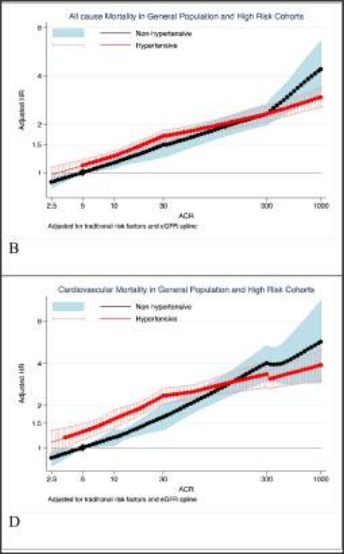 All cause Mortality in General Population and High Risk Cohorts
Non-hypertensive
Hypertensive
Adjusted HR
8
4
2
1.5
1
2.5 5 10 30 300 1000
ACR
Adjusted for traditional risk factors and eGFR spline
B
Cardiovascular Mortality in General Population and High Risk Cohorts
Non hypertensive
Hypertensive
Adjusted HR
8
4
2
1.5
1
2.5 5 10 30 300 1000
ACR
Adjusted for traditional risk factors and eGFR spline
D